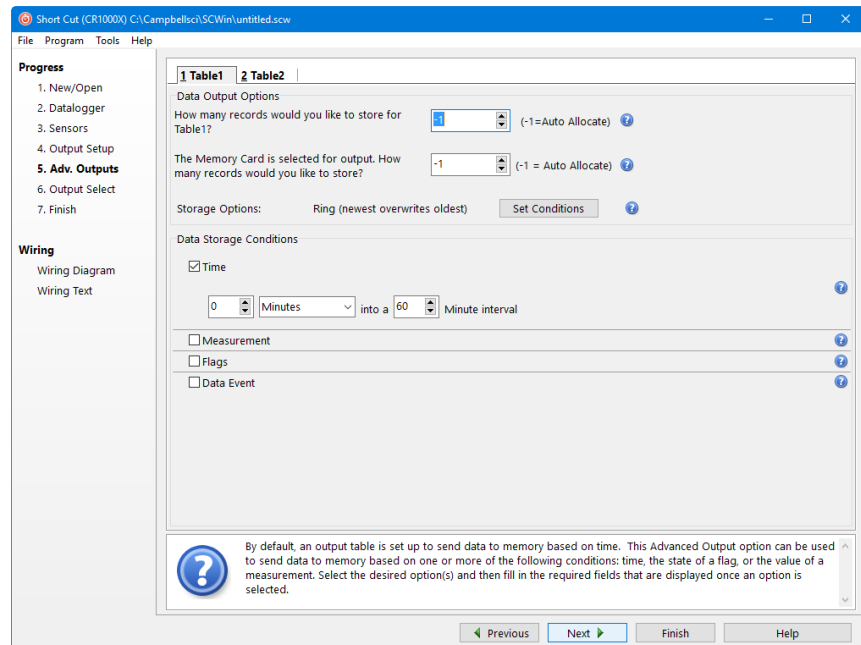 Short Cut (CR1000X) C:\Campbellsci\SCWin\untitled.scw
File Program Tools Help
Progress
1. New/Open
2. Datalogger
3. Sensors
4. Output Setup
5. Adv. Outputs
6. Output Select
7. Finish
Wiring
Wiring Diagram
Wiring Text
1 Table1 2 Table2
Data Output Options
How many records would you like to store for
Table1?
-1 (-1=Auto Allocate)
The Memory Card is selected for output. How
many records would you like to store?
-1 (-1 = Auto Allocate)
Storage Options: Ring (newest overwrites oldest) Set Conditions
Data Storage Conditions
Time
0 Minutes into a 60 Minute interval
Measurement
Flags
Data Event
By default, an output table is set up to send data to memory based on time. This Advanced Output option can be used
to send data to memory based on one or more of the following conditions: time, the state of a flag, or the value of a
measurement. Select the desired option(s) and then fill in the required fields that are displayed once an option is
selected.
Previous Next Finish Help